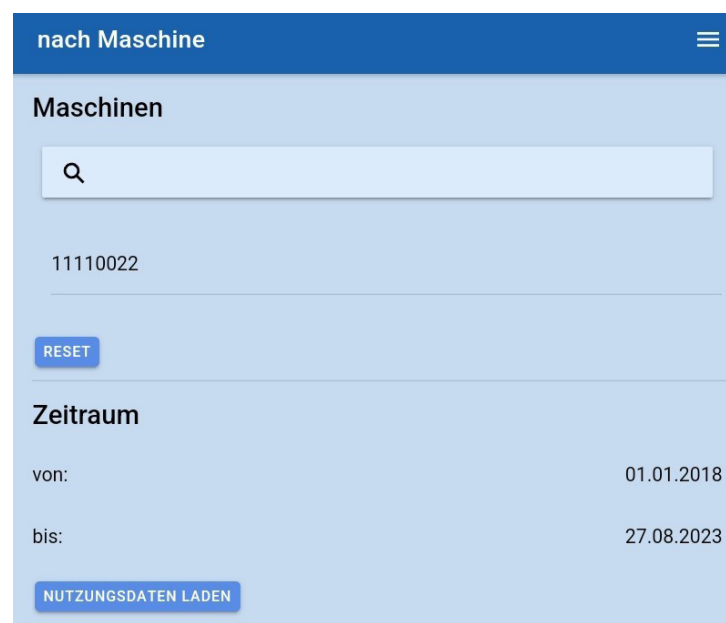 nach Maschine
Maschinen
11110022
RESET
Zeitraum
von: 01.01.2018
bis: 27.08.2023
NUTZUNGSDATEN LADEN